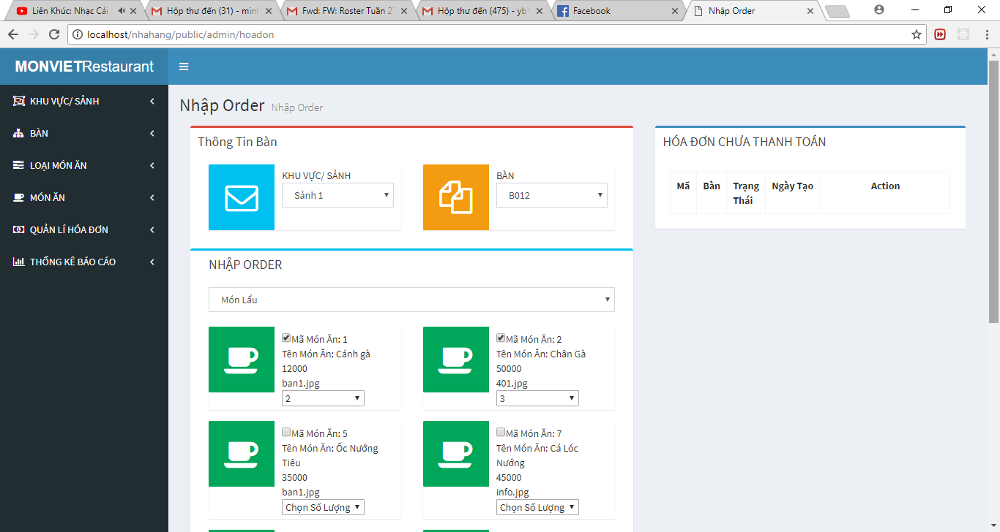 Liên Khúc: Nhạc Cải
Hộp thư đến (31) - minh
Fwd: FW: Roster Tuần 27
Hộp thư đến (475) - yb1
Facebook
Nhập Order
localhost/nhahang/public/admin/hoadon
MONVIETRestaurant
KHU VỰC/ SẢNH
BÀN
LOẠI MÓN ĂN
MÓN ĂN
QUẢN LÍ HÓA ĐƠN
THỐNG KÊ BÁO CÁO
Nhập Order Nhập Order
Thông Tin Bàn
KHU VỰC/ SẢNH
Sảnh 1
BÀN
B012
NHẬP ORDER
Món Lẩu
Mã Món Ăn: 1
Tên Món Ăn: Cánh gà
12000
ban1.jpg
2
Mã Món Ăn: 2
Tên Món Ăn: Chân Gà
50000
401.jpg
3
Mã Món Ăn: 5
Tên Món Ăn: Ốc Nướng
Tiêu
35000
ban1.jpg
Chọn Số Lượng
Mã Món Ăn: 7
Tên Món Ăn: Cá Lóc
Nướng
45000
info.jpg
Chọn Số Lượng
HÓA ĐƠN CHƯA THANH TOÁN
Mã Bàn Trạng Ngày Tạo Action
Thái